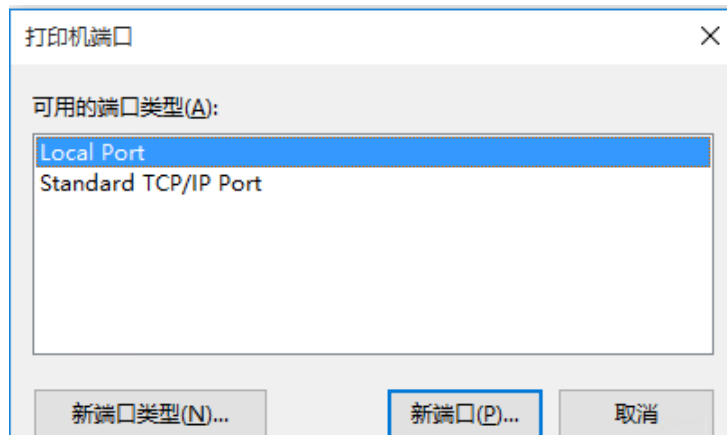 打印机端口
可用的端口类型(A):
Local Port
Standard TCP/IP Port
新端口类型(N)... 新端口(P)... 取消